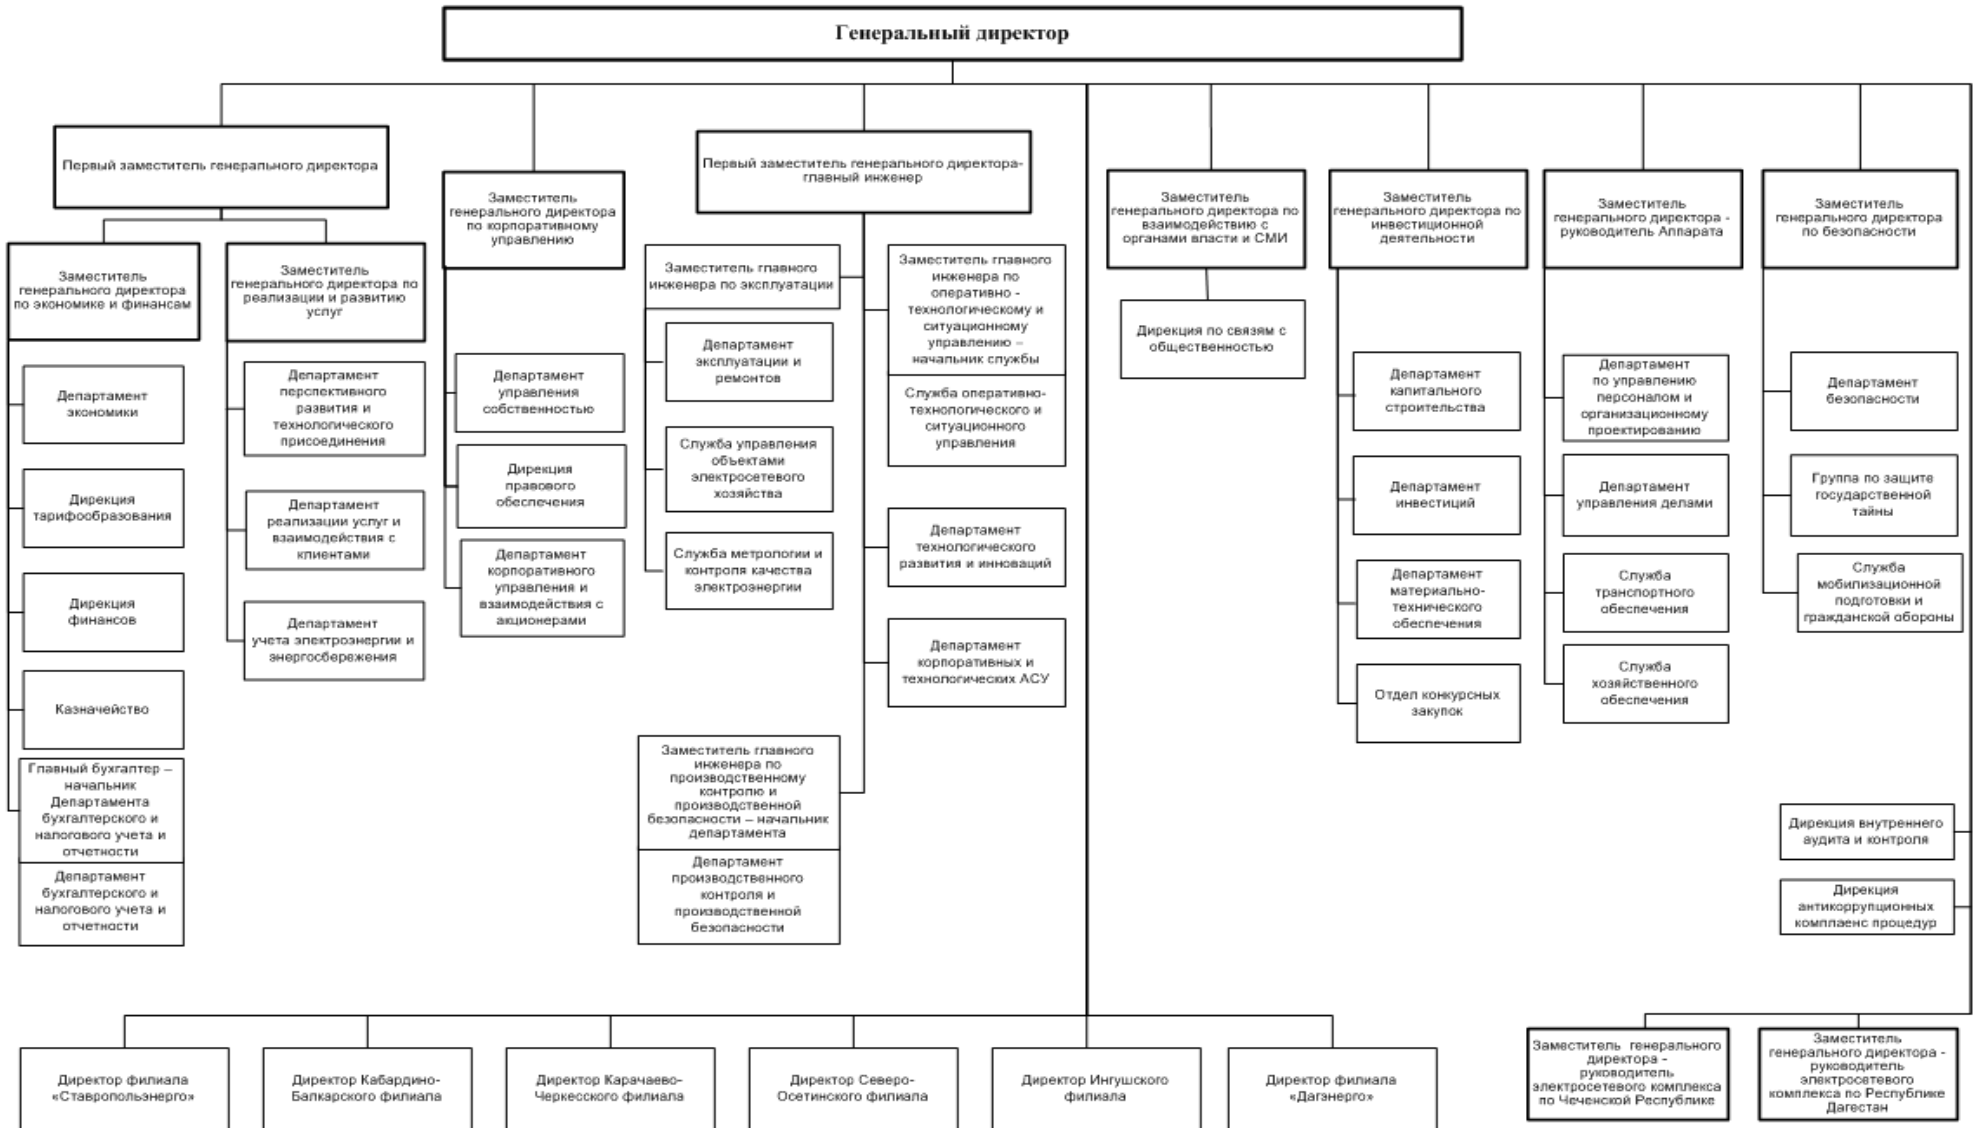 Генеральный директор
Первый заместитель генерального директора
Заместитель
генерального директора
по экономике и финансам
Департамент
экономики
Дирекция
тарифообразования
Дирекция
финансов
Казначейство
Главный бухгалтер –
начальник
Департамента
бухгалтерского и
налогового учета и
отчетности
Департамент
бухгалтерского и
налогового учета и
отчетности
Заместитель
генерального директора по
реализации и развитию
услуг
Департамент
перспективного
развития и
технологического
присоединения
Департамент
реализации услуг и
взаимодействия с
клиентами
Департамент
учета электроэнергии и
энергосбережения
Заместитель
генерального директора
по корпоративному
управлению
Департамент
управления
собственностью
Дирекция
правового
обеспечения
Департамент
корпоративного
управления и
взаимодействия с
акционерами
Первый заместитель генерального директора-
главный инженер
Заместитель главного
инженера по эксплуатации
Департамент
эксплуатации и
ремонтов
Служба управления
объектами
электросетевого
хозяйства
Служба метрологии и
контроля качества
электроэнергии
Заместитель главного
инженера по
оперативно -
технологическому и
ситуационному
управлению –
начальник службы
Служба оперативно-
технологического и
ситуационного
управления
Департамент
технологического
развития и инноваций
Департамент
корпоративных и
технологических АСУ
Заместитель главного
инженера по
производственному
контролю и
производственной
безопасности – начальник
департамента
Департамент
производственного
контроля и
производственной
безопасности
Заместитель
генерального директора по
взаимодействию с
органами власти и СМИ
Дирекция по связям с
общественностью
Заместитель
генерального директора по
инвестиционной
деятельности
Департамент
капитального
строительства
Департамент
инвестиций
Департамент
материально-
технического
обеспечения
Отдел конкурсных
закупок
Заместитель
генерального директора -
руководитель Аппарата
Департамент
по управлению
персоналом и
организационному
проектированию
Департамент
управления делами
Служба
транспортного
обеспечения
Служба
хозяйственного
обеспечения
Заместитель
генерального директора
по безопасности
Департамент
безопасности
Группа по защите
государственной
тайны
Служба
мобилизационной
подготовки и
гражданской обороны
Дирекция внутреннего
аудита и контроля
Дирекция
антикоррупционных
комплаенс процедур
Директор филиала
«Ставропольэнерго»
Директор Кабардино-
Балкарского филиала
Директор Карачаево-
Черкесского филиала
Директор Северо-
Осетинского филиала
Директор Ингушского
филиала
Директор филиала
«Дагэнерго»
Заместитель генерального
директора -
руководитель
электросетевого комплекса
по Чеченской Республике
Заместитель
генерального директора -
руководитель
электросетевого
комплекса по Республике
Дагестан